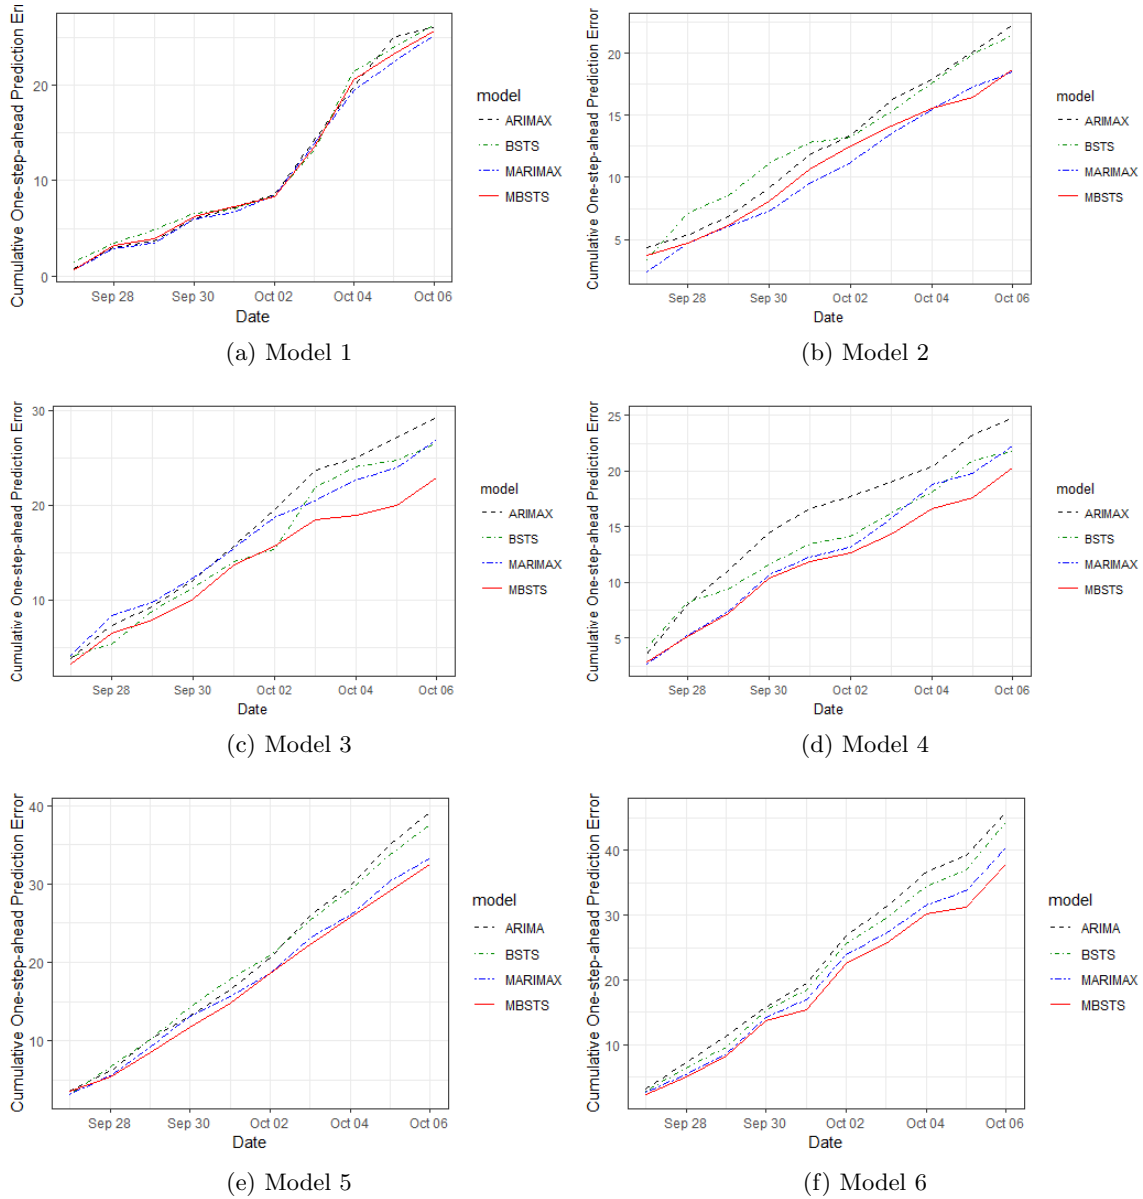 Cumulative One-step-ahead Prediction Err
20
10
0
Sep 28 Sep 30 Oct 02 Oct 04 Oct 06
Date
model
ARIMAX
BSTS
MARIMAX
MBSTS
(a) Model 1
Cumulative One-step-ahead Prediction Error
20
15
10
5
Sep 28 Sep 30 Oct 02 Oct 04 Oct 06
Date
model
ARIMAX
BSTS
MARIMAX
MBSTS
(b) Model 2
Cumulative One-step-ahead Prediction Error
30
20
10
Sep 28 Sep 30 Oct 02 Oct 04 Oct 06
Date
model
ARIMAX
BSTS
MARIMAX
MBSTS
(c) Model 3
Cumulative One-step-ahead Prediction Error
25
20
15
10
5
Sep 28 Sep 30 Oct 02 Oct 04 Oct 06
Date
model
ARIMAX
BSTS
MARIMAX
MBSTS
(d) Model 4
Cumulative One-step-ahead Prediction Error
40
30
20
10
Sep 28 Sep 30 Oct 02 Oct 04 Oct 06
Date
model
ARIMA
BSTS
MARIMAX
MBSTS
(e) Model 5
Cumulative One-step-ahead Prediction Error
40
30
20
10
Sep 28 Sep 30 Oct 02 Oct 04 Oct 06
Date
model
ARIMA
BSTS
MARIMAX
MBSTS
(f) Model 6